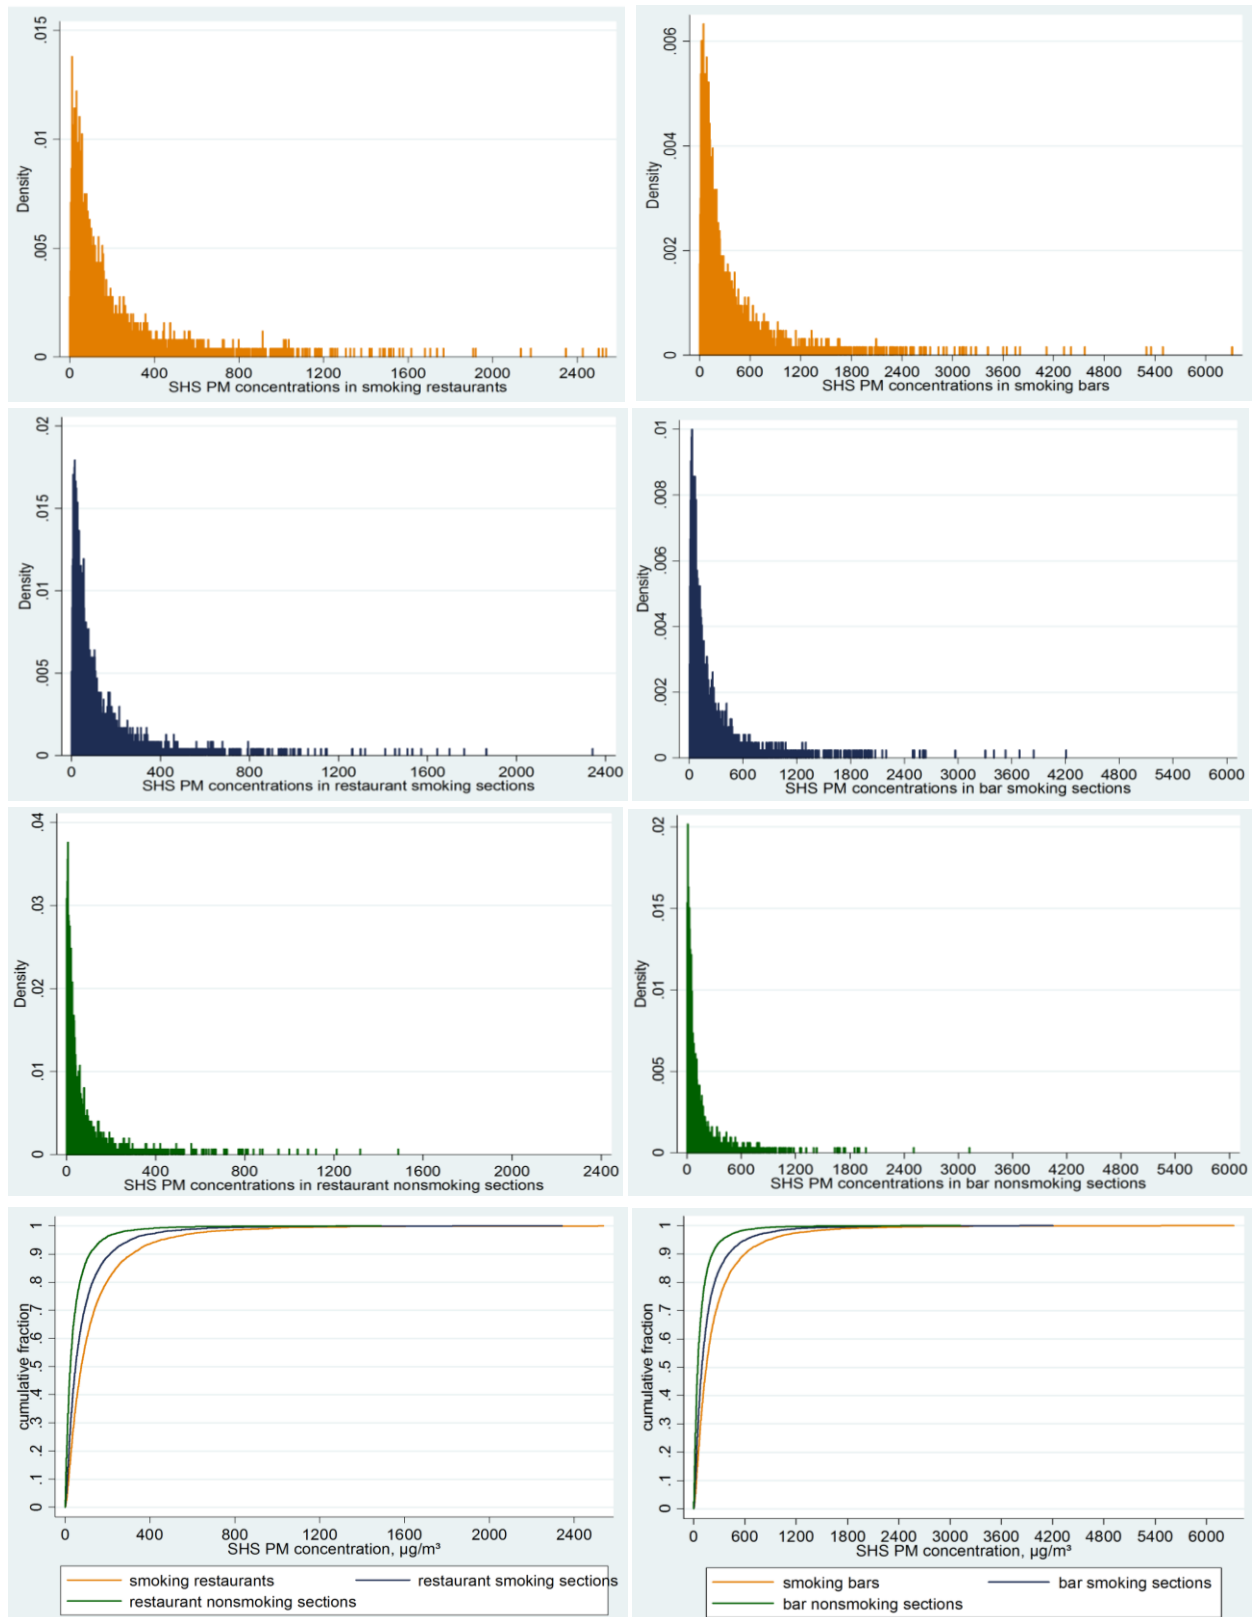 .015
.01
.005
0
Density
0 400 800 1200 1600 2000 2400
SHS PM concentrations in smoking restaurants
.006
.004
.002
0
Density
0 600 1200 1800 2400 3000 3600 4200 4800 5400 6000
SHS PM concentrations in smoking bars
.02
.015
.01
.005
0
Density
0 400 800 1200 1600 2000 2400
SHS PM concentrations in restaurant smoking sections
.01
.008
.006
.004
.002
0
Density
0 600 1200 1800 2400 3000 3600 4200 4800 5400 6000
SHS PM concentrations in bar smoking sections
.04
.03
.02
.01
0
Density
0 400 800 1200 1600 2000 2400
SHS PM concentrations in restaurant nonsmoking sections
.02
.015
.01
.005
0
Density
0 600 1200 1800 2400 3000 3600 4200 4800 5400 6000
SHS PM concentrations in bar nonsmoking sections
1
.9
.8
.7
.6
.5
.4
.3
.2
.1
0
cumulative fraction
0 400 800 1200 1600 2000 2400
SHS PM concentration, µg/m³
smoking restaurants restaurant smoking sections
restaurant nonsmoking sections
1
.9
.8
.7
.6
.5
.4
.3
.2
.1
0
cumulative fraction
0 600 1200 1800 2400 3000 3600 4200 4800 5400 6000
SHS PM concentration, µg/m³
smoking bars bar smoking sections
bar nonsmoking sections